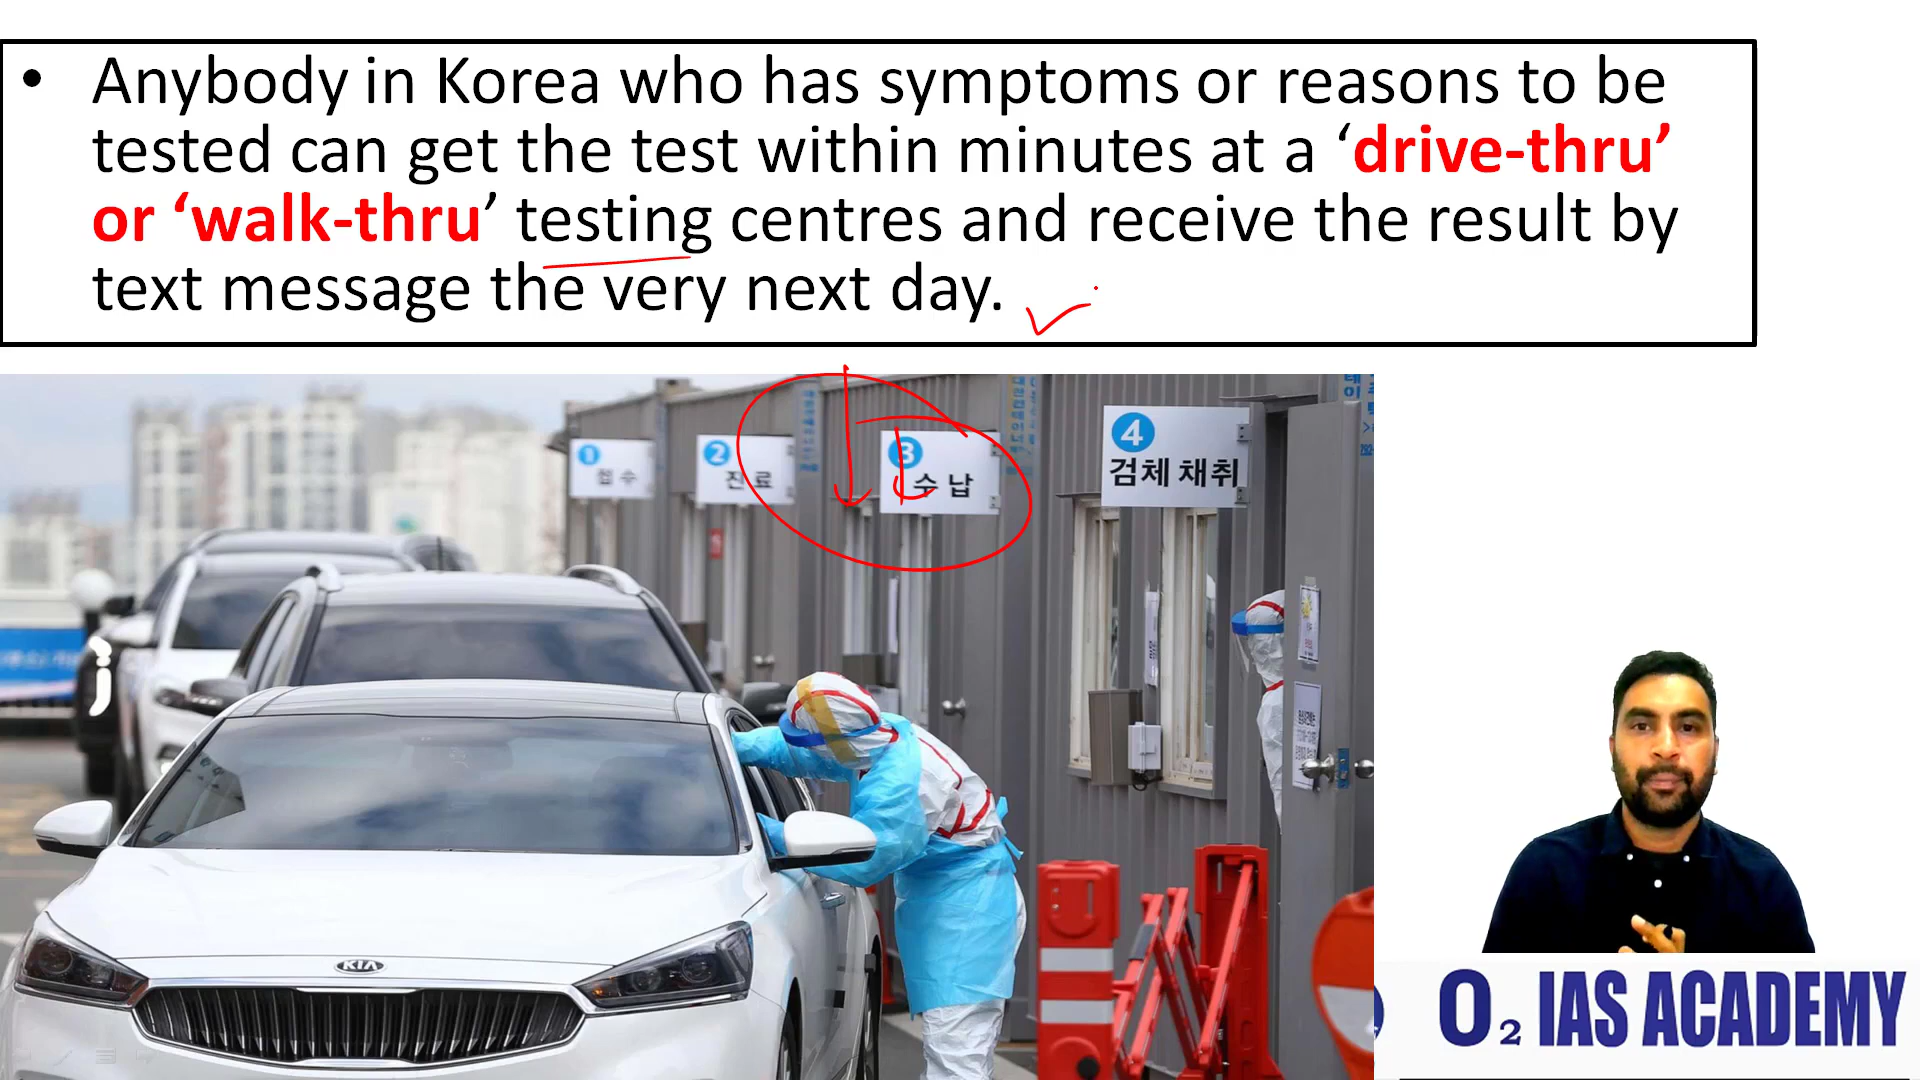 • Anybody in Korea who has symptoms or reasons to be
tested can get the test within minutes at a ‘drive-thru’
or ‘walk-thru’ testing centres and receive the result by
text message the very next day.
1 접수
2 진료
3 수납
4 검체 채취
KIA
O2 IAS ACADEMY